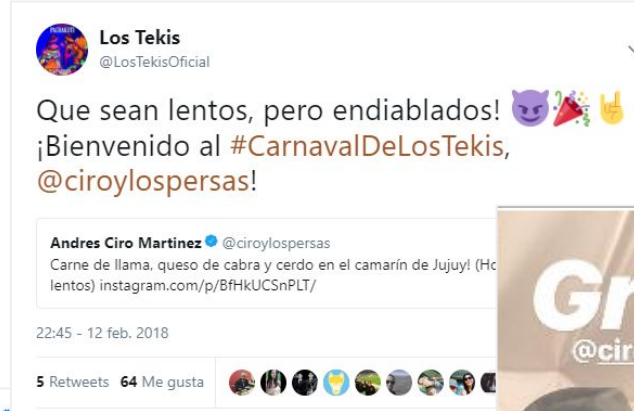 Los Tekis
@LosTekisOficial
Que sean lentos, pero endiablados! 😈🎉🤘
¡Bienvenido al #CarnavalDeLosTekis,
@ciroylospersas!
Andres Ciro Martinez @ciroylospersas
Carne de llama, queso de cabra y cerdo en el camarín de Jujuy! (Ho
lentos) instagram.com/p/BfHkUCSnPLT/
22:45 - 12 feb. 2018
5 Retweets 64 Me gusta
Gr
@cir